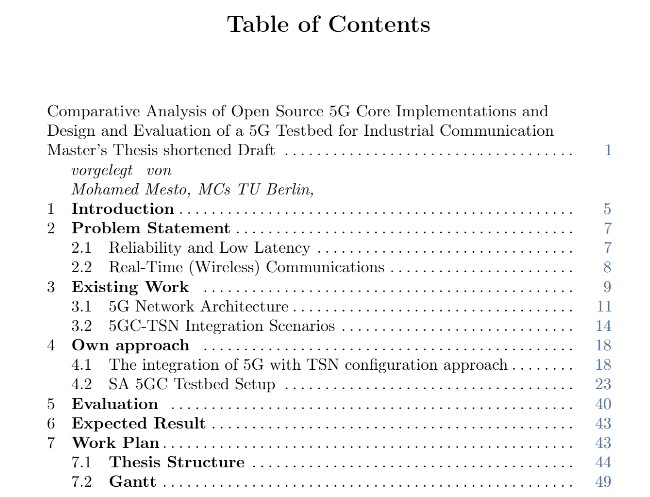 Table of Contents
Comparative Analysis of Open Source 5G Core Implementations and
Design and Evaluation of a 5G Testbed for Industrial Communication
Master's Thesis shortened Draft . . . . . . . . . . . . . . . . . . . . . . . . . . . . . . . . . . . 1
vorgelegt von
Mohamed Mesto, MCs TU Berlin,
1 Introduction . . . . . . . . . . . . . . . . . . . . . . . . . . . . . . . . . . . . . . . . . . . . . . . 5
2 Problem Statement . . . . . . . . . . . . . . . . . . . . . . . . . . . . . . . . . . . . . . . . 7
2.1 Reliability and Low Latency . . . . . . . . . . . . . . . . . . . . . . . . . . . . . . . 7
2.2 Real-Time (Wireless) Communications . . . . . . . . . . . . . . . . . . . . . . 8
3 Existing Work . . . . . . . . . . . . . . . . . . . . . . . . . . . . . . . . . . . . . . . . . . . . 9
3.1 5G Network Architecture . . . . . . . . . . . . . . . . . . . . . . . . . . . . . . . . . . 11
3.2 5GC-TSN Integration Scenarios . . . . . . . . . . . . . . . . . . . . . . . . . . . . 14
4 Own approach . . . . . . . . . . . . . . . . . . . . . . . . . . . . . . . . . . . . . . . . . . . . 18
4.1 The integration of 5G with TSN configuration approach . . . . . . . . 18
4.2 SA 5GC Testbed Setup . . . . . . . . . . . . . . . . . . . . . . . . . . . . . . . . . . . 23
5 Evaluation . . . . . . . . . . . . . . . . . . . . . . . . . . . . . . . . . . . . . . . . . . . . . . . . 40
6 Expected Result . . . . . . . . . . . . . . . . . . . . . . . . . . . . . . . . . . . . . . . . . . . 43
7 Work Plan . . . . . . . . . . . . . . . . . . . . . . . . . . . . . . . . . . . . . . . . . . . . . . . . . 43
7.1 Thesis Structure . . . . . . . . . . . . . . . . . . . . . . . . . . . . . . . . . . . . . . . 44
7.2 Gantt . . . . . . . . . . . . . . . . . . . . . . . . . . . . . . . . . . . . . . . . . . . . . . . . . . 49